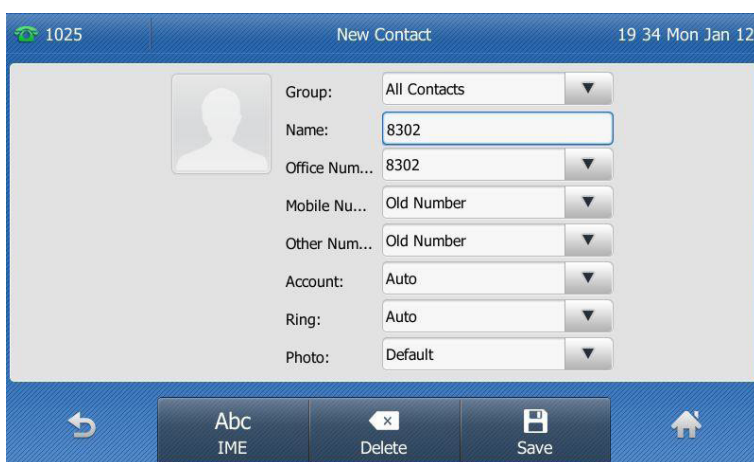 1025 New Contact 19 34 Mon Jan 12
Group: All Contacts
Name: 8302
Office Num... 8302
Mobile Nu... Old Number
Other Num... Old Number
Account: Auto
Ring: Auto
Photo: Default
Abc Delete Save
IME